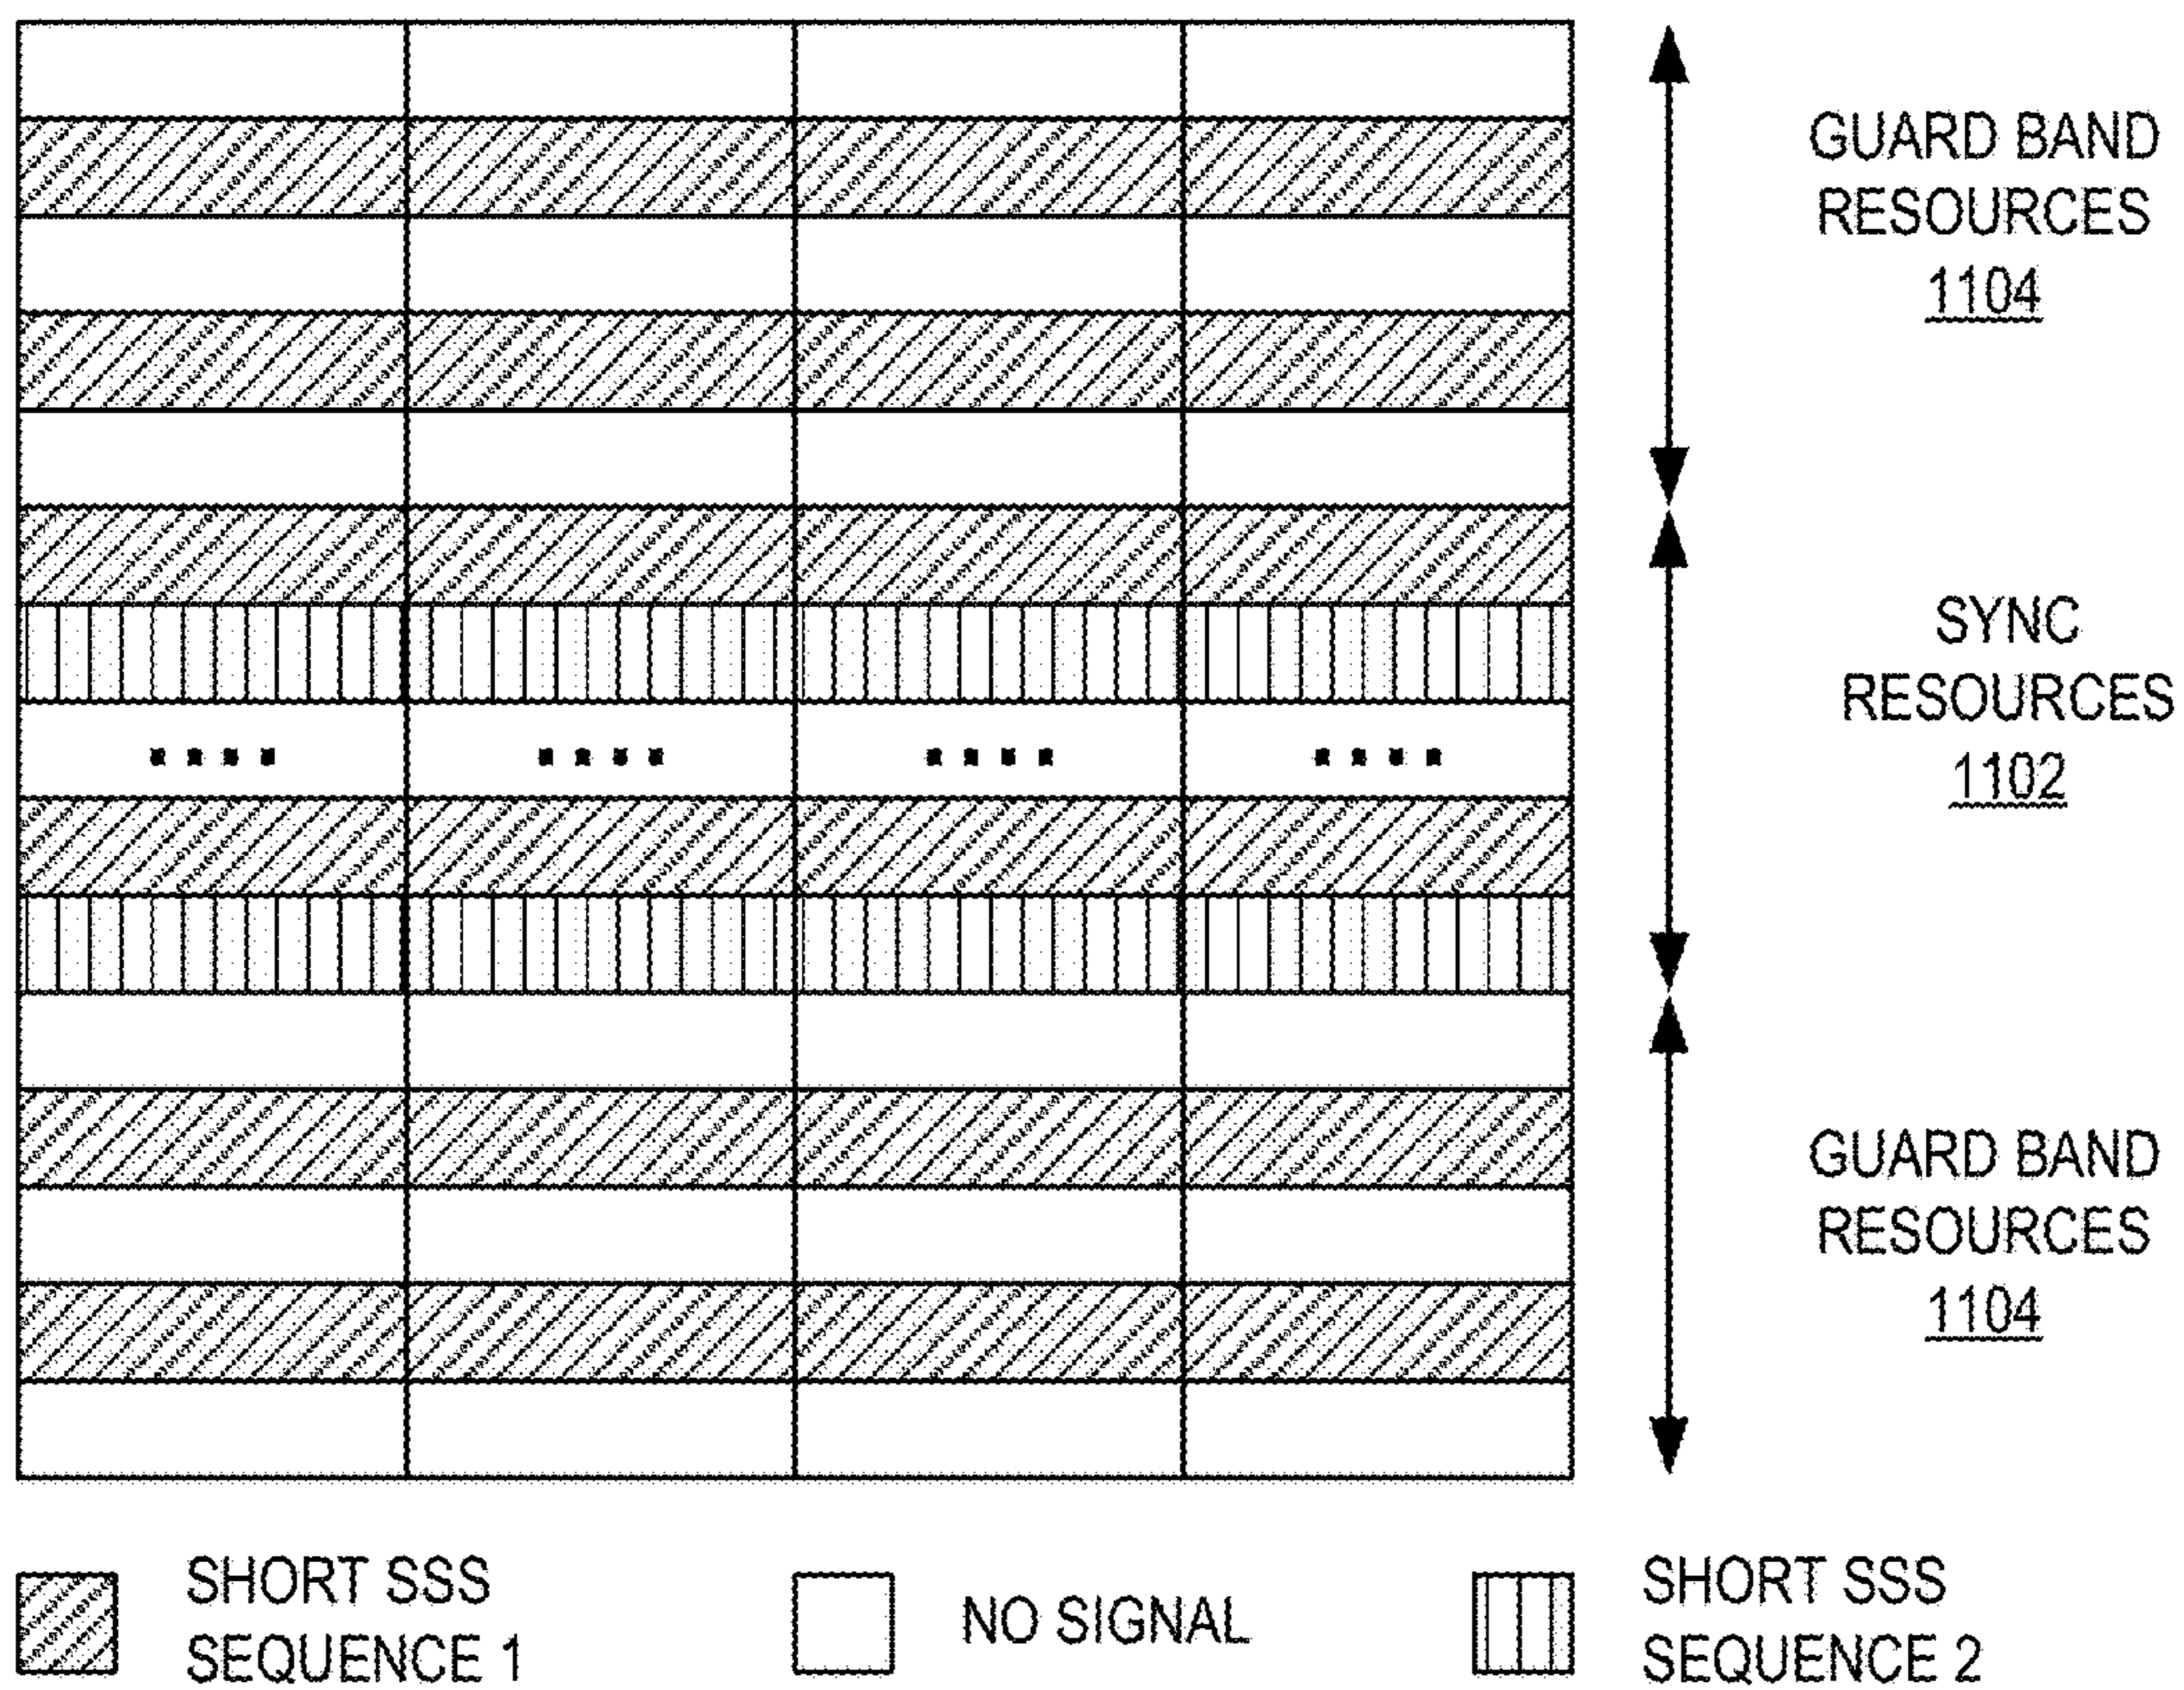 GUARD BAND
RESOURCES
1104
SYNC
RESOURCES
1102
GUARD BAND
RESOURCES
1104
SHORT SSS
SEQUENCE 1
NO SIGNAL
SHORT SSS
SEQUENCE 2